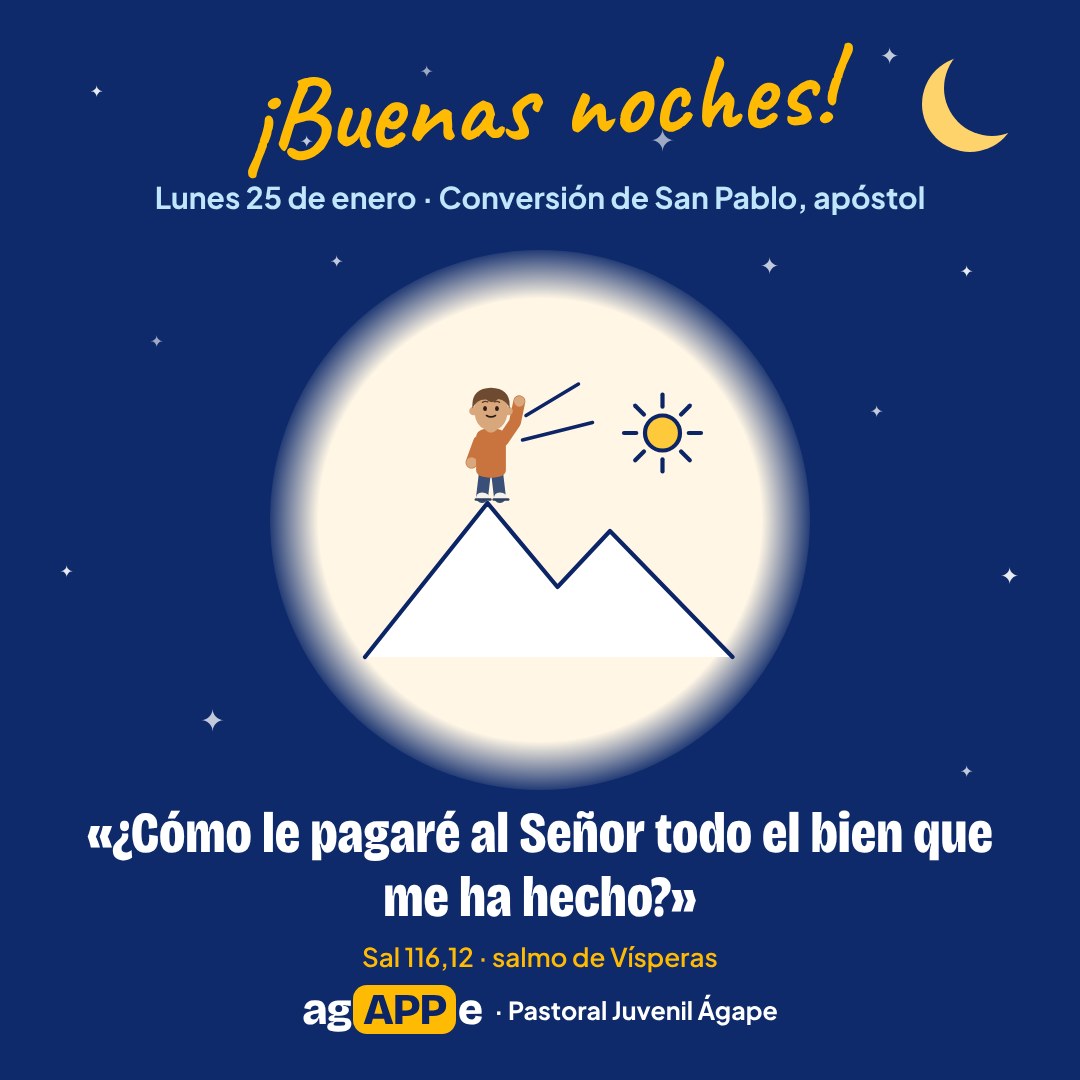 ¡Buenas noches!
Lunes 25 de enero · Conversión de San Pablo, apóstol
«¿Cómo le pagaré al Señor todo el bien que
me ha hecho?»
Sal 116,12 · salmo de Vísperas
agAPPe · Pastoral Juvenil Ágape